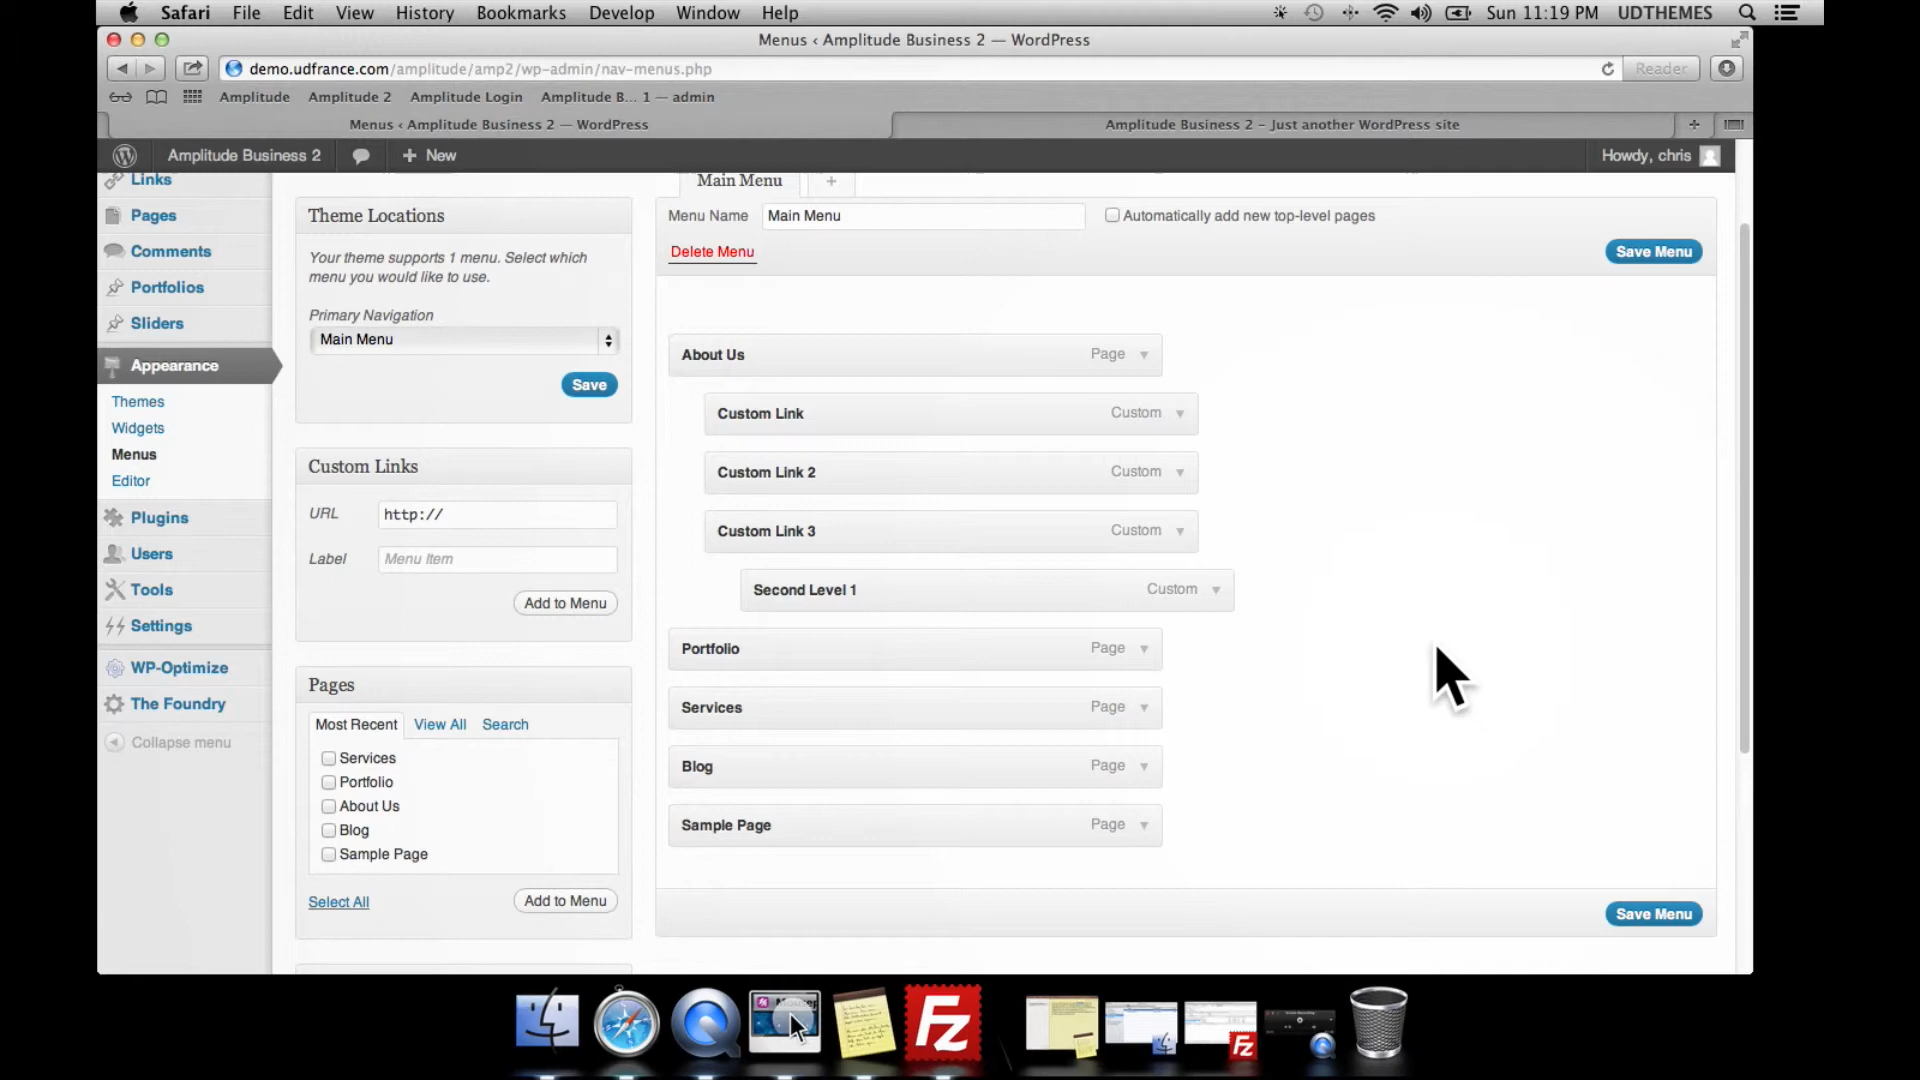 Safari File Edit View History Bookmarks Develop Window Help Sun 11:19 PM UDTHEMES
Menus ‹ Amplitude Business 2 — WordPress
demo.udfrance.com/amplitude/amp2/wp-admin/nav-menus.php Reader
Amplitude Amplitude 2 Amplitude Login Amplitude B... 1 — admin
Menus ‹ Amplitude Business 2 — WordPress Amplitude Business 2 – Just another WordPress site
Amplitude Business 2 + New Howdy, chris
Links
Pages
Comments
Portfolios
Sliders
Appearance
Themes
Widgets
Menus
Editor
Plugins
Users
Tools
Settings
WP-Optimize
The Foundry
Collapse menu
Theme Locations
Your theme supports 1 menu. Select which
menu you would like to use.
Primary Navigation
Main Menu
Save
Custom Links
URL http://
Label Menu Item
Add to Menu
Pages
Most Recent View All Search
Services
Portfolio
About Us
Blog
Sample Page
Select All Add to Menu
Main Menu +
Menu Name Main Menu Automatically add new top-level pages
Delete Menu Save Menu
About Us Page
Custom Link Custom
Custom Link 2 Custom
Custom Link 3 Custom
Second Level 1 Custom
Portfolio Page
Services Page
Blog Page
Sample Page Page
Save Menu
Fz
Fz